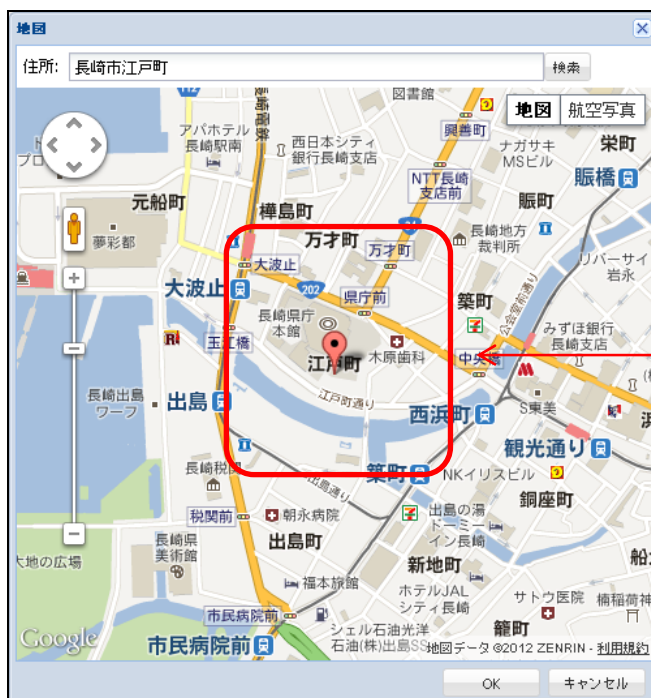 地図
住所: 長崎市江戸町 検索
図書館
地図 航空写真
アパホテル
長崎駅南
西日本シティ
銀行長崎支店
興善町
ナガサキ
MSビル
栄町
賑橋
NTT長崎
支店前
元船町
樺島町
賑町
夢彩都
万才町
万才町
長崎地方
裁判所
大波止
リバーサイ
岩永
大波止
202
県庁前
築町
公会堂前通り
長崎県庁
本館
みずほ銀行
長崎支店
玉江橋
江戸町
木原歯科
中央橋
長崎出島
ワーフ
出島
江戸町通り
西浜町
S東美
観光通り
長崎税関
出島通り
築町
NKイリスビル
銅座町
税関前
朝永病院
出島の湯
ドーミー
イン長崎
長崎県
美術館
出島町
大地の広場
新地町
船
福本旅館
ホテルJAL
シティ長崎
サトウ医院
楠稲荷神
市民病院前
籠町
Google
市民病院前
シェル石油光洋
石油(株)出島SS
地図データ ©2012 ZENRIN - 利用規約
OK キャンセル